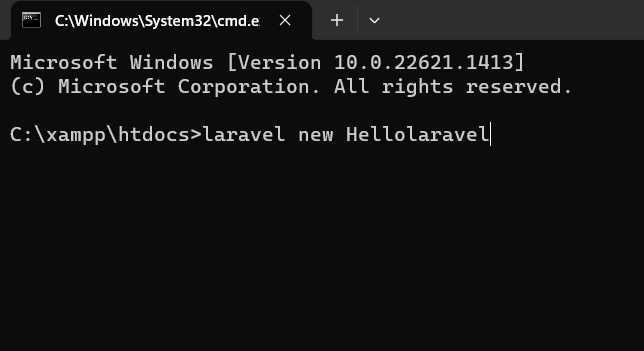 C:\Windows\System32\cmd.e
Microsoft Windows [Version 10.0.22621.1413]
(c) Microsoft Corporation. All rights reserved.
C:\xampp\htdocs>laravel new Hellolaravel